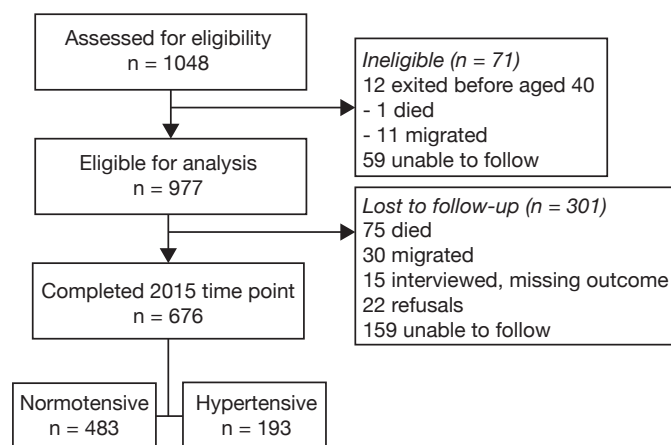 Assessed for eligibility
n = 1048
Ineligible (n = 71)
12 exited before aged 40
- 1 died
- 11 migrated
59 unable to follow
Eligible for analysis
n = 977
Lost to follow-up (n = 301)
75 died
30 migrated
15 interviewed, missing outcome
22 refusals
159 unable to follow
Completed 2015 time point
n = 676
Normotensive
n = 483
Hypertensive
n = 193